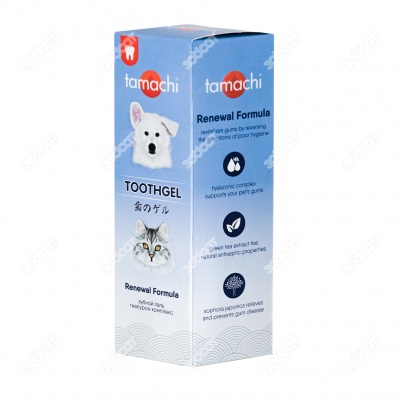 tamachi
TOOTHGEL
歯のゲル
Renewal Formula
зубной гель
гиалурон комплекс
tamachi
Renewal Formula
revitalizes gums by reversing
the symptoms of poor hygiene
hyaluronic complex
supports your pet's gums
green tea extract has
natural antiseptic properties
sophora japonica relieves
and prevents gum disease